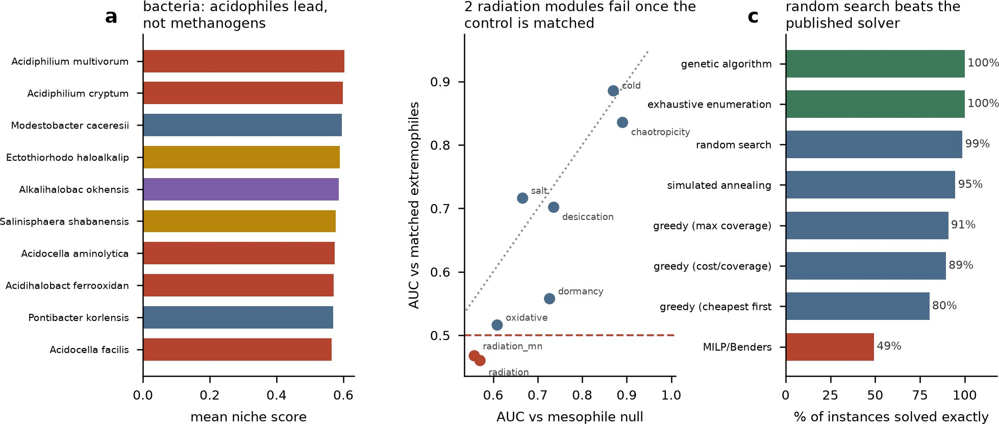 a
bacteria: acidophiles lead,
not methanogens
Acidiphilium multivorum
Acidiphilium cryptum
Modestobacter caceresii
Ectothiorhodo haloalkalip
Alkalihalobac okhensis
Salinisphaera shabanensis
Acidocella aminolytica
Acidihalobact ferrooxidan
Pontibacter korlensis
Acidocella facilis
0.0 0.2 0.4 0.6
mean niche score
2 radiation modules fail once the
control is matched
AUC vs matched extremophiles
0.9
0.8
0.7
0.6
0.5
cold
chaotropicity
salt
desiccation
dormancy
oxidative
radiation_mn
radiation
0.6 0.7 0.8 0.9 1.0
AUC vs mesophile null
c
random search beats the
published solver
genetic algorithm 100%
exhaustive enumeration 100%
random search 99%
simulated annealing 95%
greedy (max coverage) 91%
greedy (cost/coverage) 89%
greedy (cheapest first 80%
MILP/Benders 49%
0 25 50 75 100
% of instances solved exactly